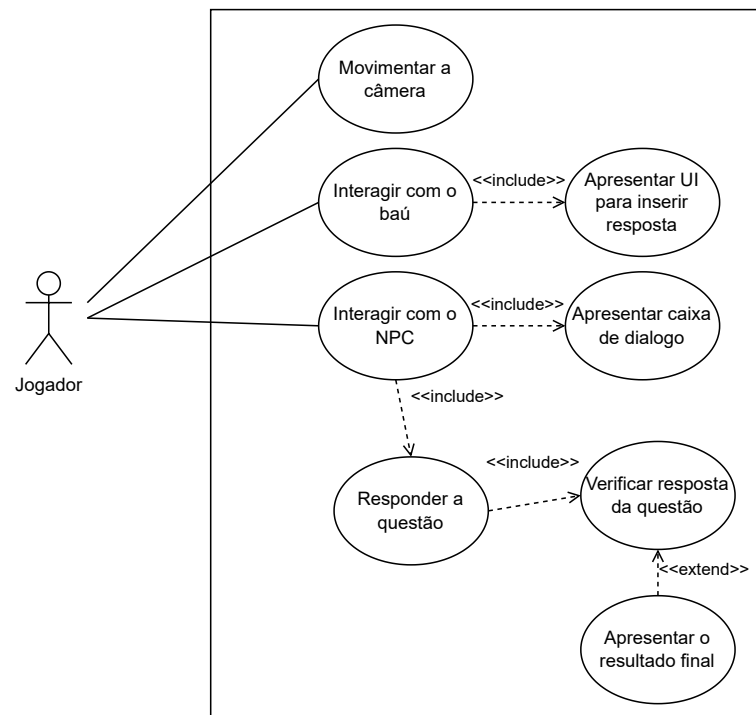 Movimentar a
câmera
Interagir com o
baú
<<include>>
Apresentar UI
para inserir
resposta
Jogador
Interagir com o
NPC
<<include>>
Apresentar caixa
de dialogo
<<include>>
Responder a
questão
<<include>>
Verificar resposta
da questão
<<extend>>
Apresentar o
resultado final